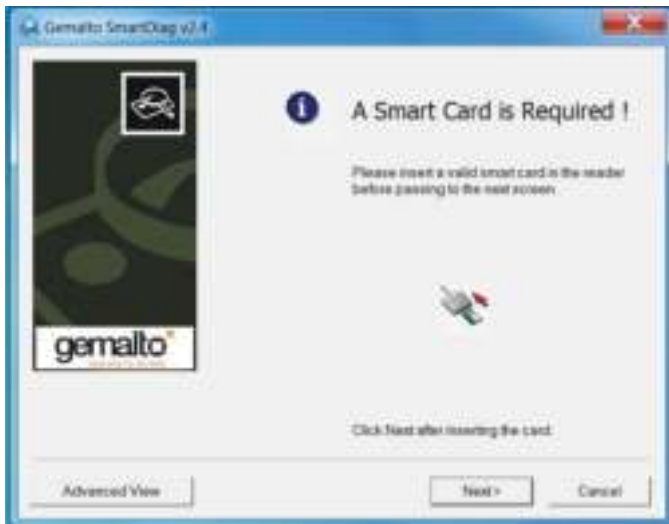 Gemalto SmartDiag v2.4
A Smart Card is Required !
Please insert a valid smart card in the reader
before passing to the next screen
gemalto
Click Next after inserting the card.
Advanced View
Next >
Cancel